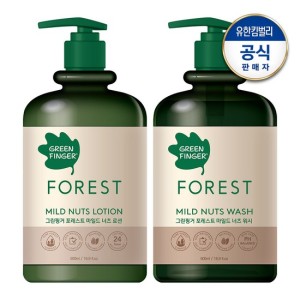 유한킴벌리
공식
판매자
GREEN
FINGER
FOREST
MILD NUTS LOTION
그린핑거 포레스트 마일드 너츠 로션
24
GREEN
FINGER
FOREST
MILD NUTS WASH
그린핑거 포레스트 마일드 너츠 워시